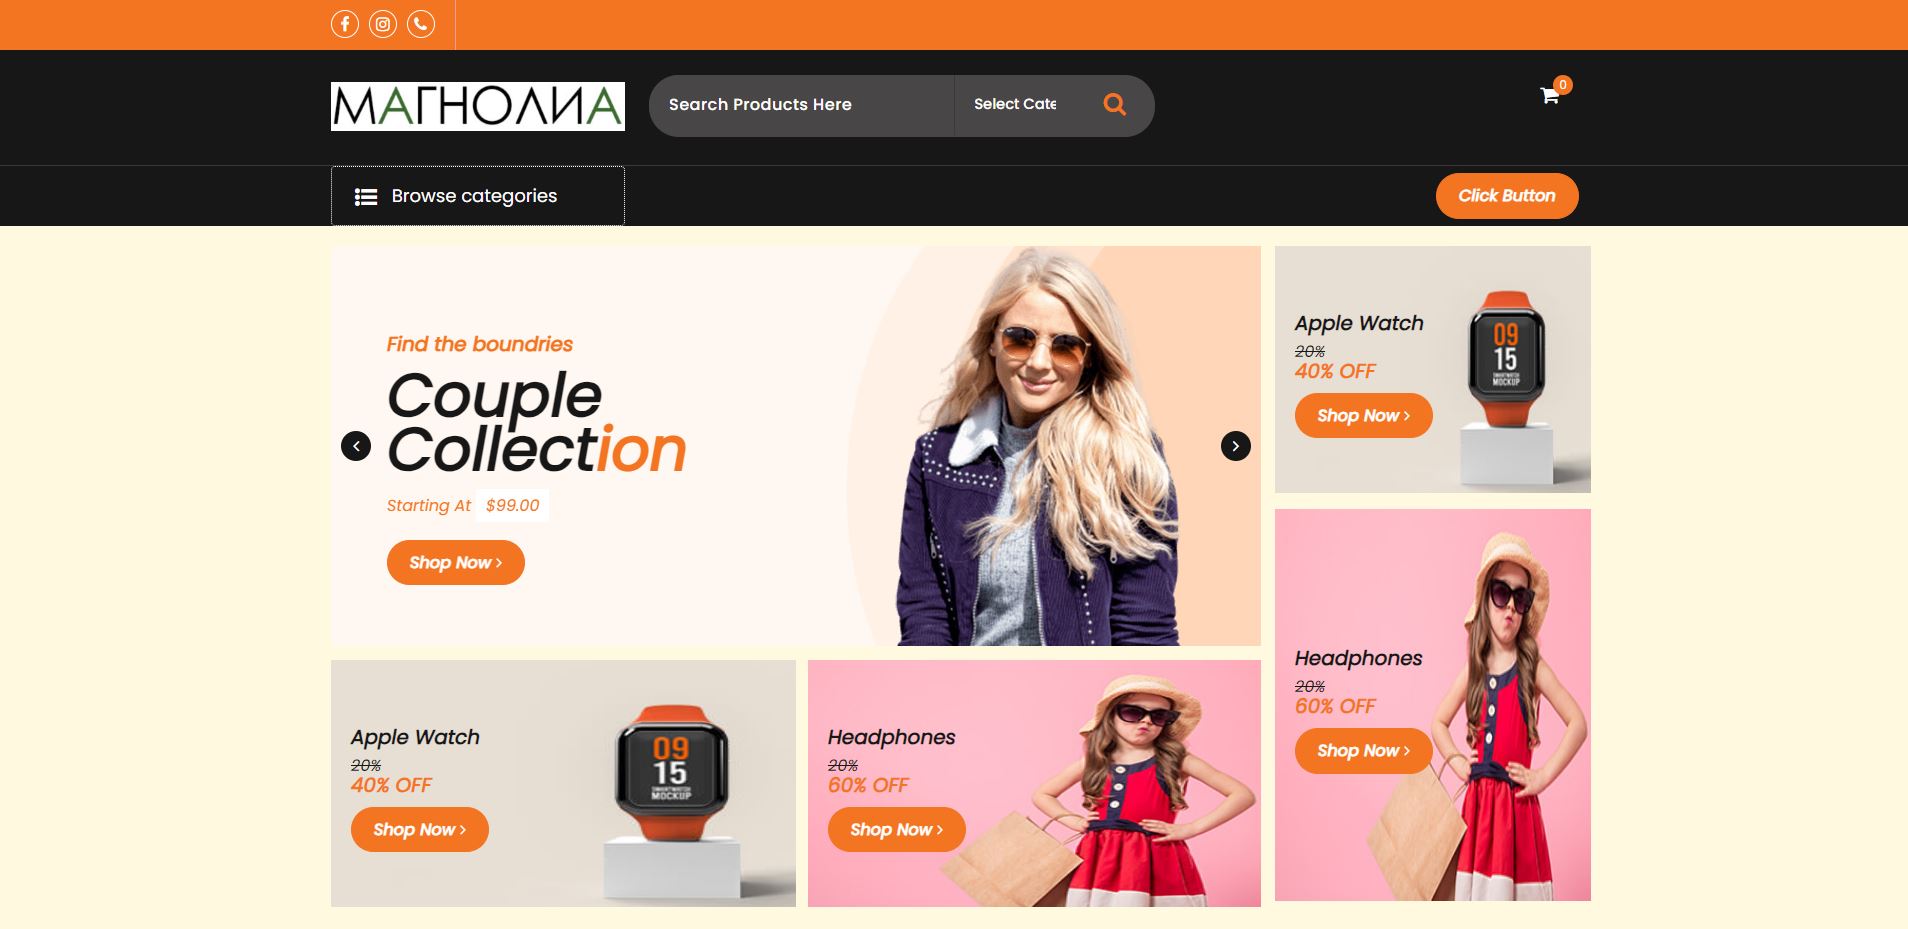 МАГНОЛИА
Search Products Here
Select Cate
0
Browse categories
Click Button
Find the boundries
Couple
Collection
Starting At $99.00
Shop Now
Apple Watch
20%
40% OFF
Shop Now
09
15
SMARTWATCH
MOCKUP
Headphones
20%
60% OFF
Shop Now
Apple Watch
20%
40% OFF
Shop Now
09
15
SMARTWATCH
MOCKUP
Headphones
20%
60% OFF
Shop Now